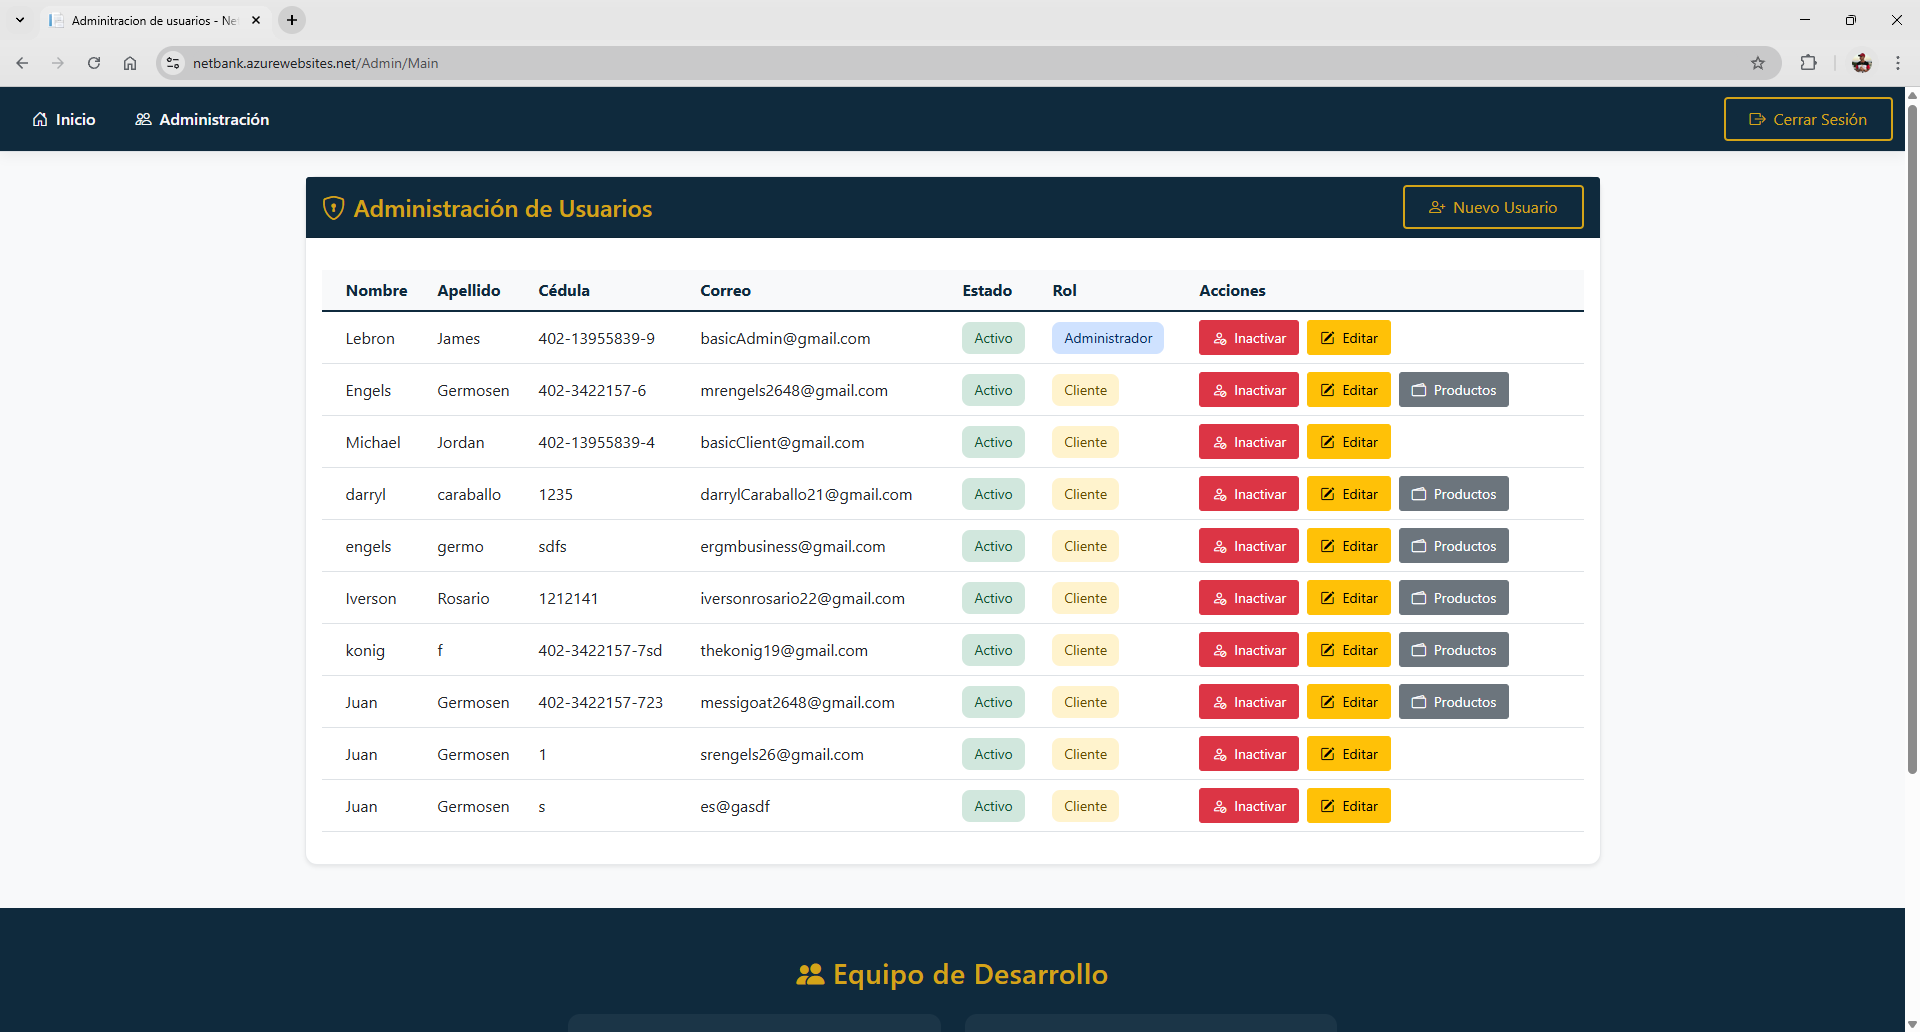 Adminitracion de usuarios - Ne
netbank.azurewebsites.net/Admin/Main
Inicio
Administración
Cerrar Sesión
Administración de Usuarios
Nuevo Usuario
Nombre Apellido Cédula Correo Estado Rol Acciones
Lebron James 402-13955839-9 basicAdmin@gmail.com Activo Administrador Inactivar Editar
Engels Germosen 402-3422157-6 mrengels2648@gmail.com Activo Cliente Inactivar Editar Productos
Michael Jordan 402-13955839-4 basicClient@gmail.com Activo Cliente Inactivar Editar
darryl caraballo 1235 darrylCaraballo21@gmail.com Activo Cliente Inactivar Editar Productos
engels germo sdfs ergmbusiness@gmail.com Activo Cliente Inactivar Editar Productos
Iverson Rosario 1212141 iversonrosario22@gmail.com Activo Cliente Inactivar Editar Productos
konig f 402-3422157-7sd thekonig19@gmail.com Activo Cliente Inactivar Editar Productos
Juan Germosen 402-3422157-723 messigoat2648@gmail.com Activo Cliente Inactivar Editar Productos
Juan Germosen 1 srengels26@gmail.com Activo Cliente Inactivar Editar
Juan Germosen s es@gasdf Activo Cliente Inactivar Editar
Equipo de Desarrollo